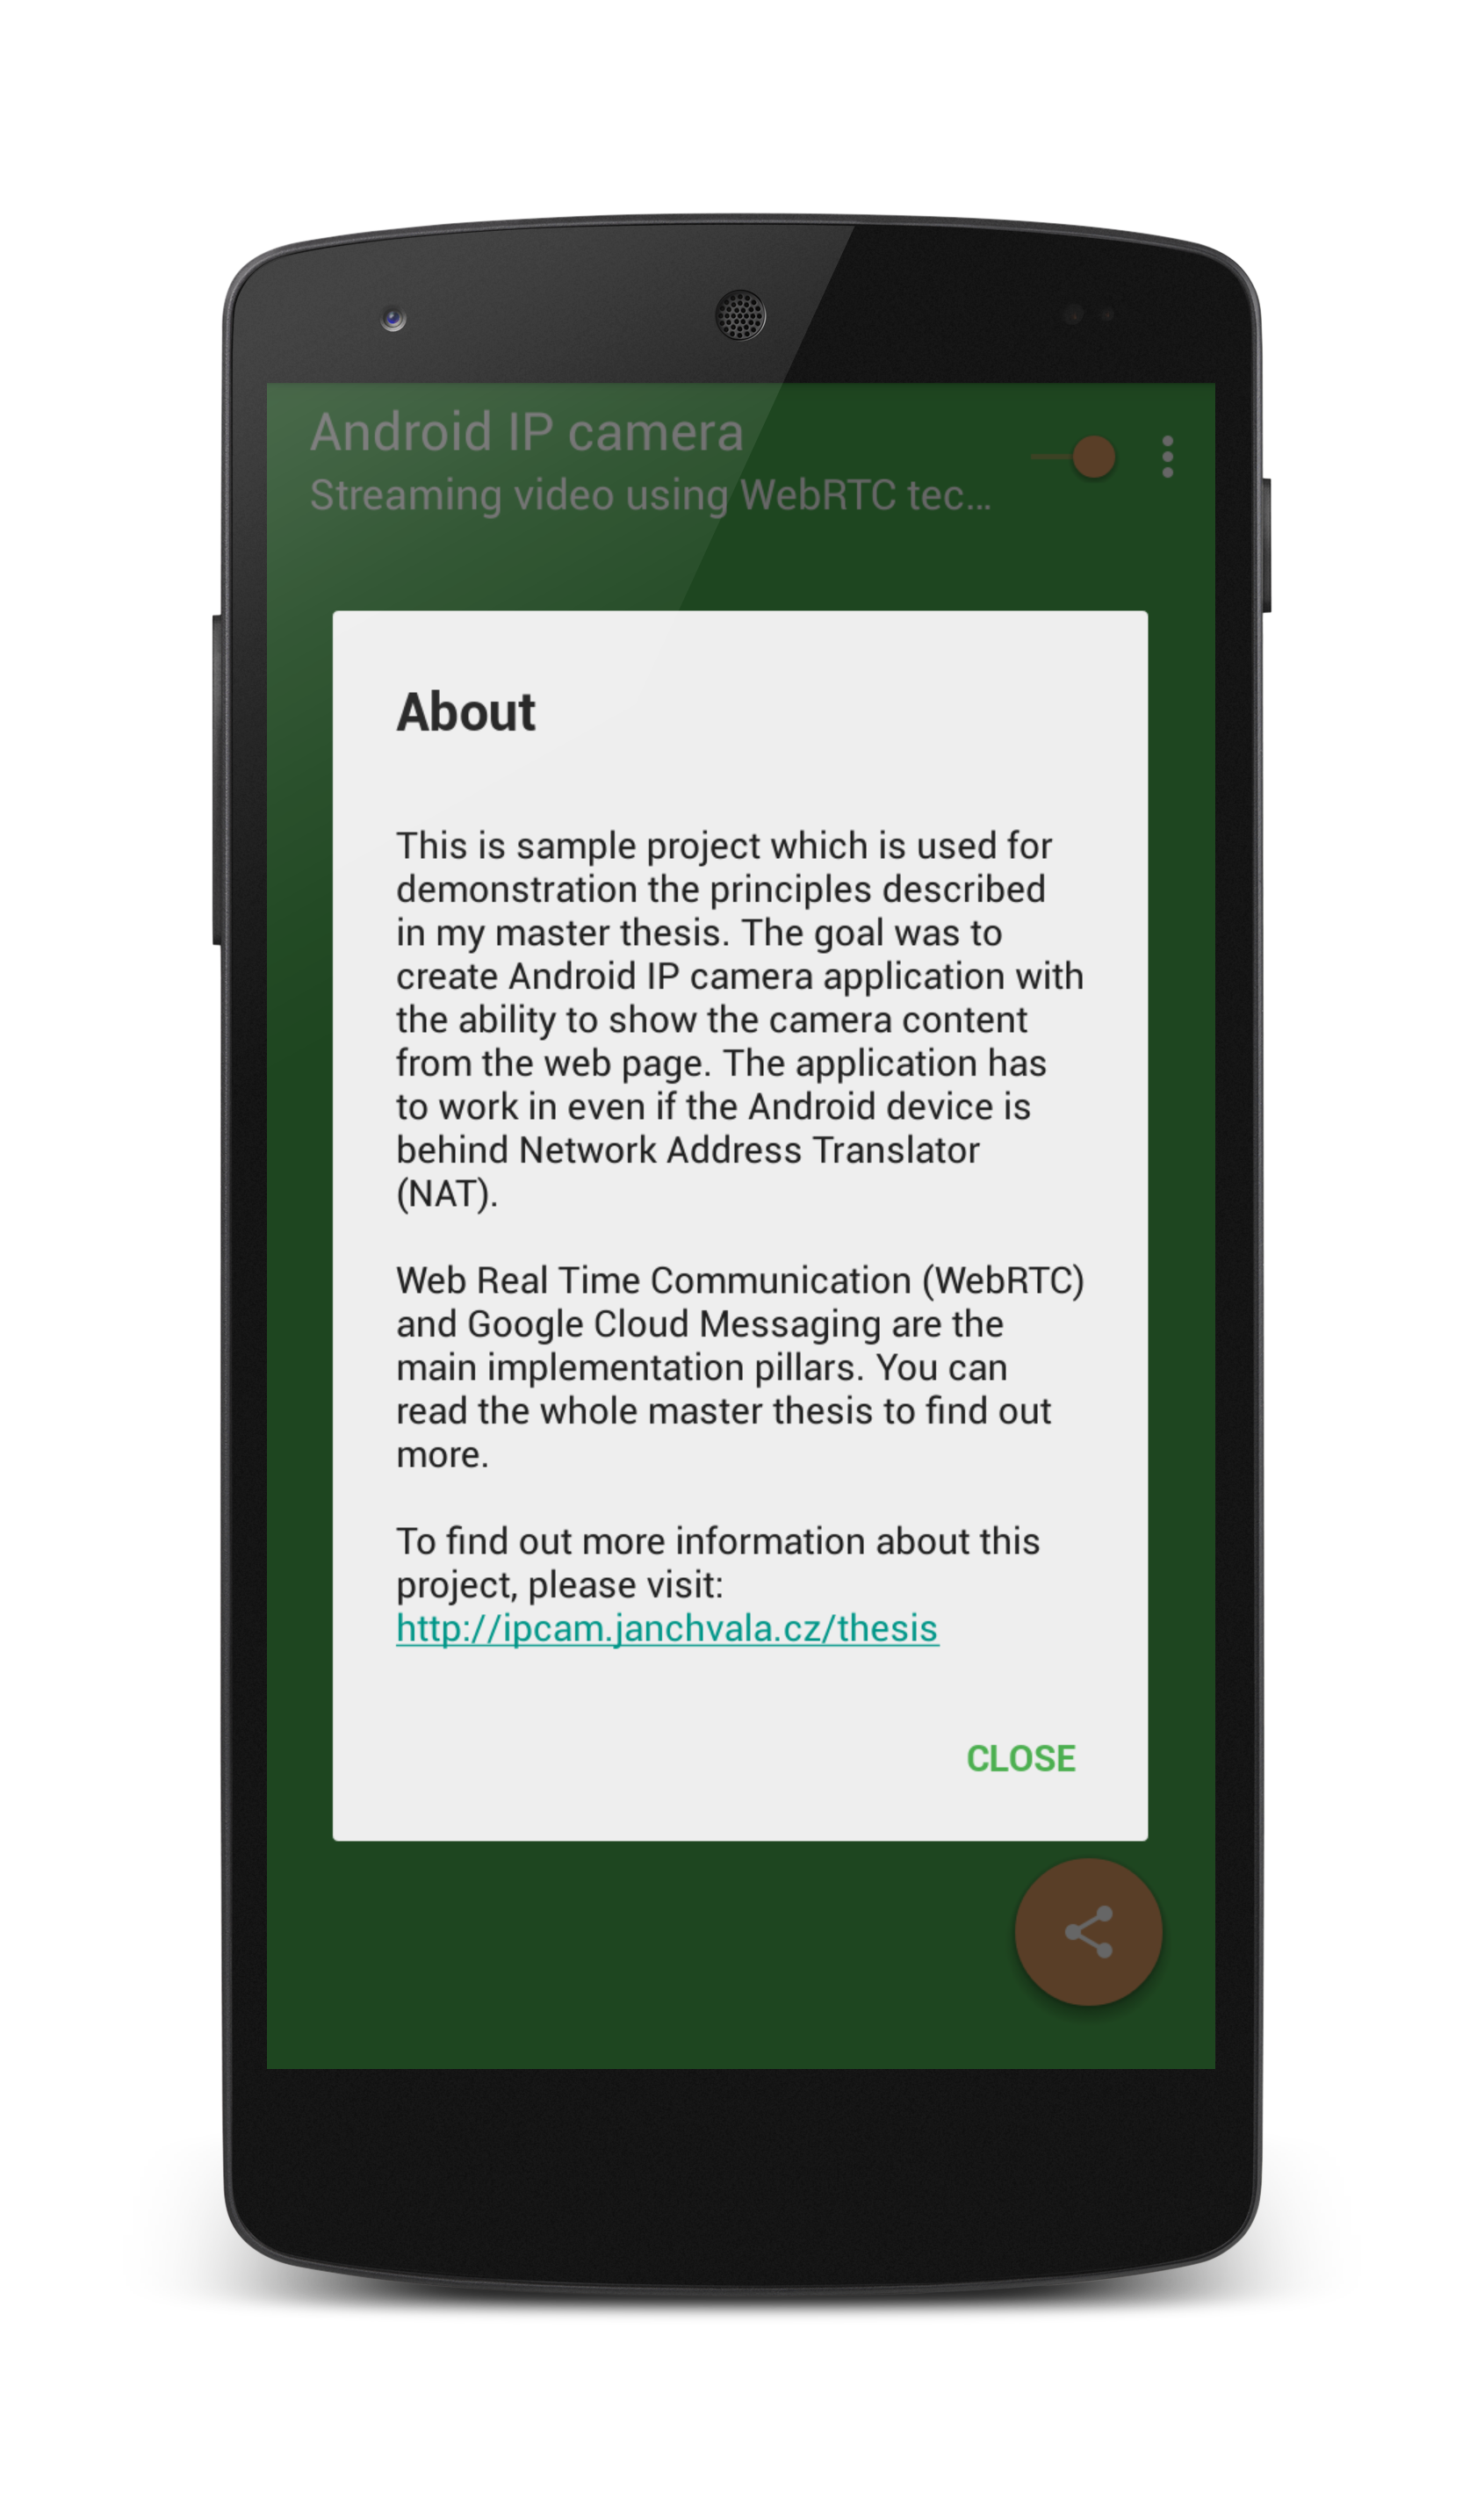 Android IP camera
Streaming video using WebRTC tec...
About
This is sample project which is used for
demonstration the principles described
in my master thesis. The goal was to
create Android IP camera application with
the ability to show the camera content
from the web page. The application has
to work in even if the Android device is
behind Network Address Translator
(NAT).
Web Real Time Communication (WebRTC)
and Google Cloud Messaging are the
main implementation pillars. You can
read the whole master thesis to find out
more.
To find out more information about this
project, please visit:
http://ipcam.janchvala.cz/thesis
CLOSE